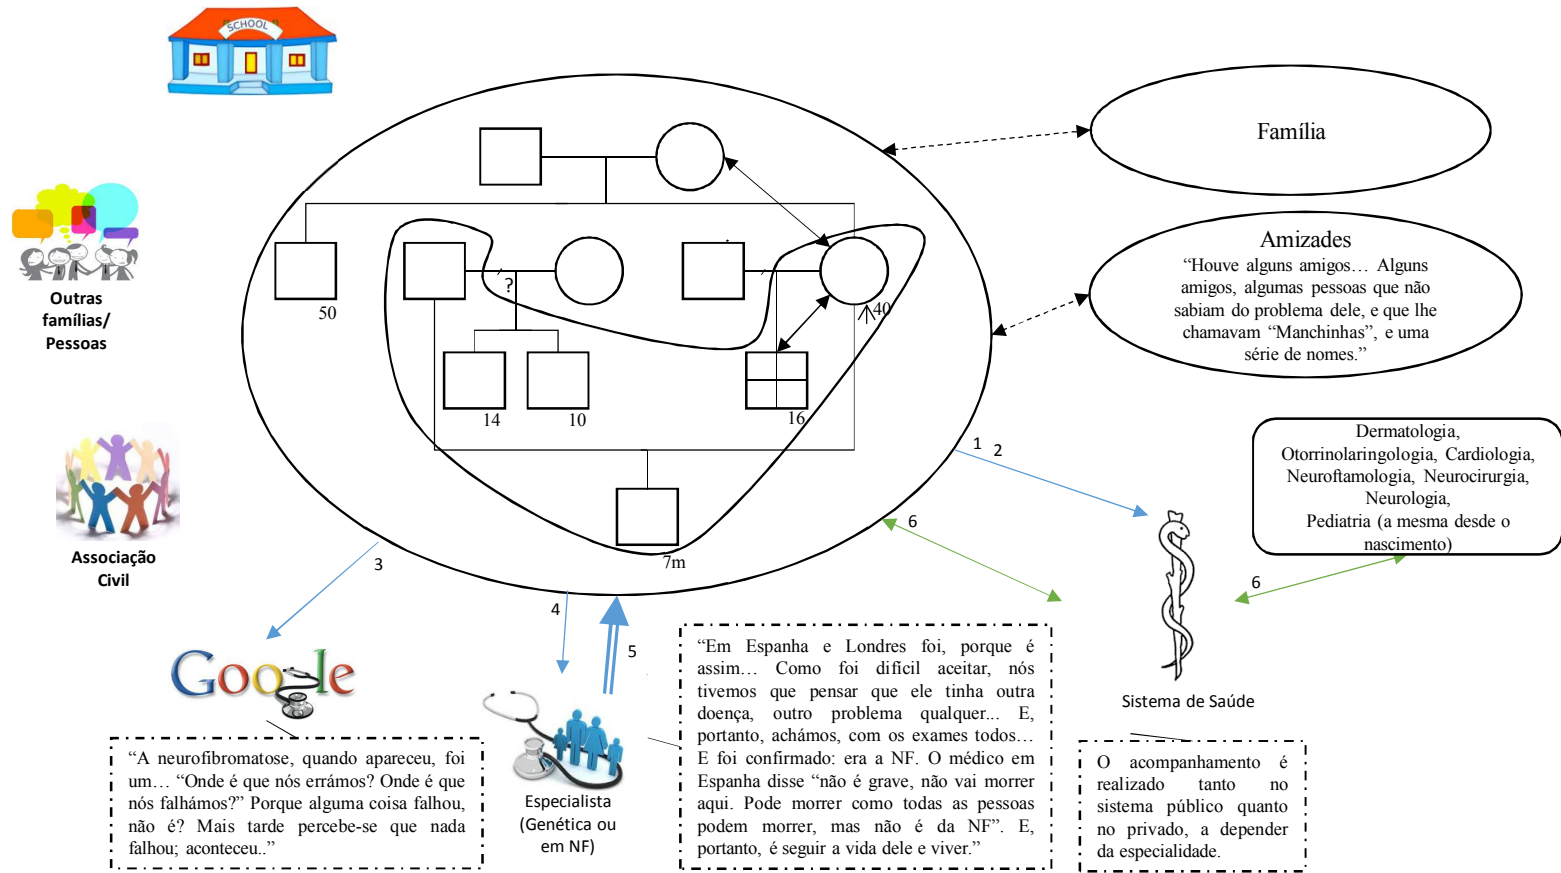 SCHOOL
Família
Amizades
“Houve alguns amigos… Alguns
amigos, algumas pessoas que não
sabiam do problema dele, e que lhe
chamavam “Manchinhas”, e uma
série de nomes.”
Outras
famílias/
Pessoas
50
?
40
14
10
16
7m
1
2
Dermatologia,
Otorrinolaringologia, Cardiologia,
Neuroftamologia, Neurocirurgia,
Neurologia,
Pediatria (a mesma desde o
nascimento)
Associação
Civil
3
4
5
6
6
Google
“A neurofibromatose, quando apareceu, foi
um… “Onde é que nós errámos? Onde é que
nós falhámos?” Porque alguma coisa falhou,
não é? Mais tarde percebe-se que nada
falhou; aconteceu..”
Especialista
(Genética ou
em NF)
“Em Espanha e Londres foi, porque é
assim… Como foi difícil aceitar, nós
tivemos que pensar que ele tinha outra
doença, outro problema qualquer... E,
portanto, achámos, com os exames todos…
E foi confirmado: era a NF. O médico em
Espanha disse “não é grave, não vai morrer
aqui. Pode morrer como todas as pessoas
podem morrer, mas não é da NF”. E,
portanto, é seguir a vida dele e viver.”
Sistema de Saúde
O acompanhamento é
realizado tanto no
sistema público quanto
no privado, a depender
da especialidade.